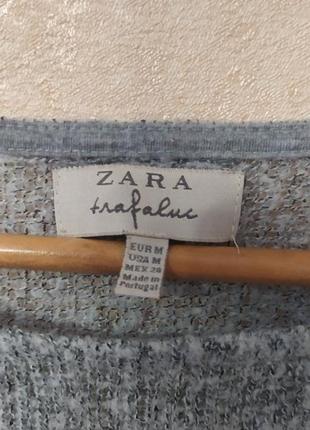 ZARA
trafaluc
EUR M
USA M
MEX 28
Made in
Portugal